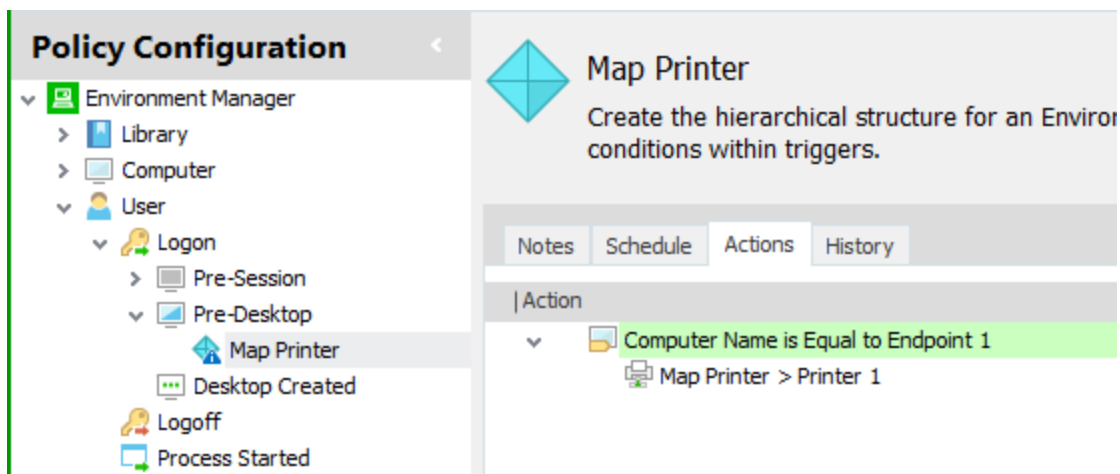 Policy Configuration
Environment Manager
Library
Computer
User
Logon
Pre-Session
Pre-Desktop
Map Printer
Desktop Created
Logoff
Process Started
Map Printer
Create the hierarchical structure for an Enviror
conditions within triggers.
Notes Schedule Actions History
Action
Computer Name is Equal to Endpoint 1
Map Printer > Printer 1